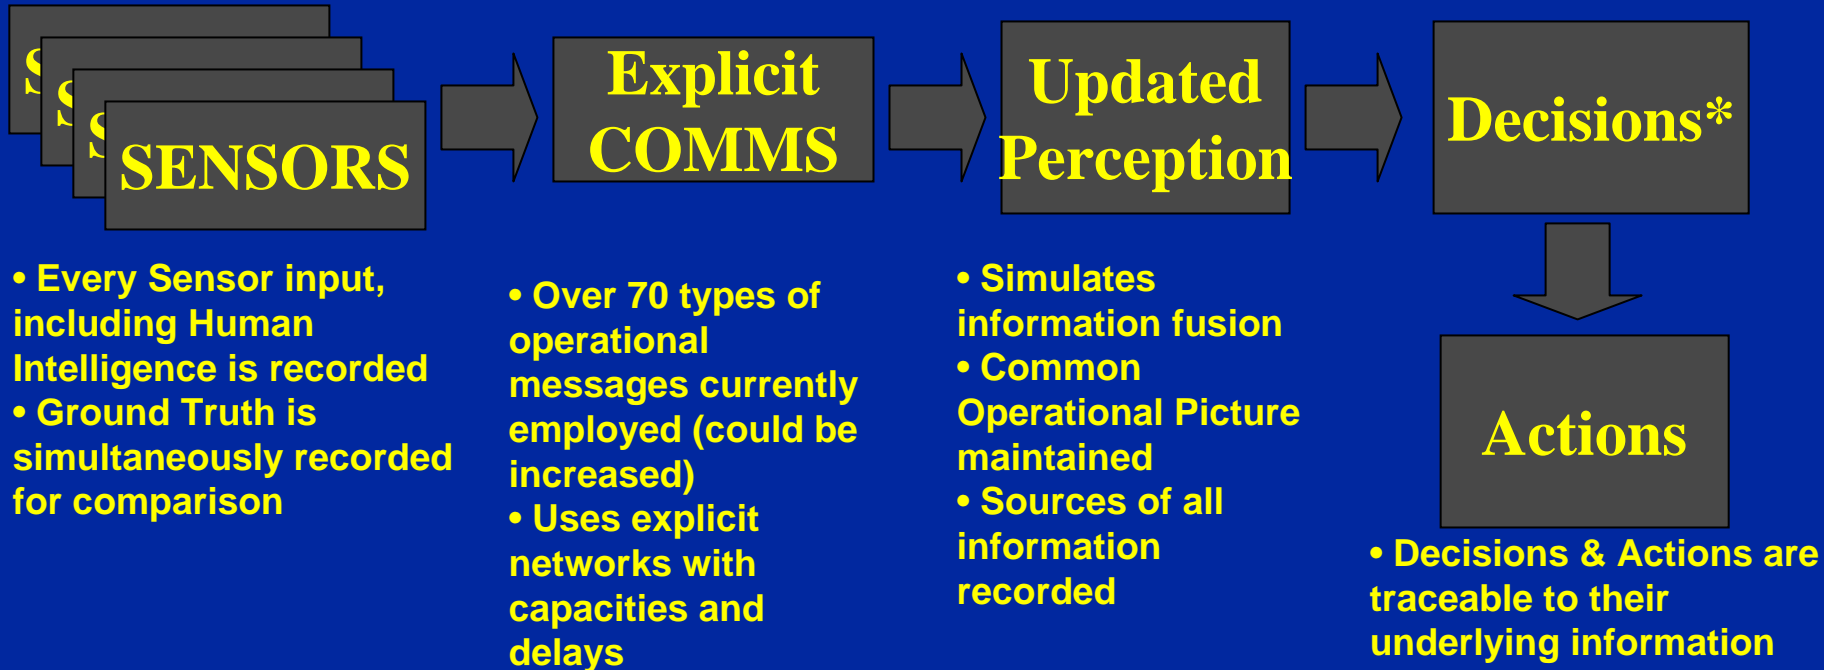 S
S
S
SENSORS
Explicit
COMMS
Updated
Perception
Decisions*
Actions
• Every Sensor input,
including Human
Intelligence is recorded
• Ground Truth is
simultaneously recorded
for comparison
• Over 70 types of
operational
messages currently
employed (could be
increased)
• Uses explicit
networks with
capacities and
delays
• Simulates
information fusion
• Common
Operational Picture
maintained
• Sources of all
information
recorded
• Decisions & Actions are
traceable to their
underlying information